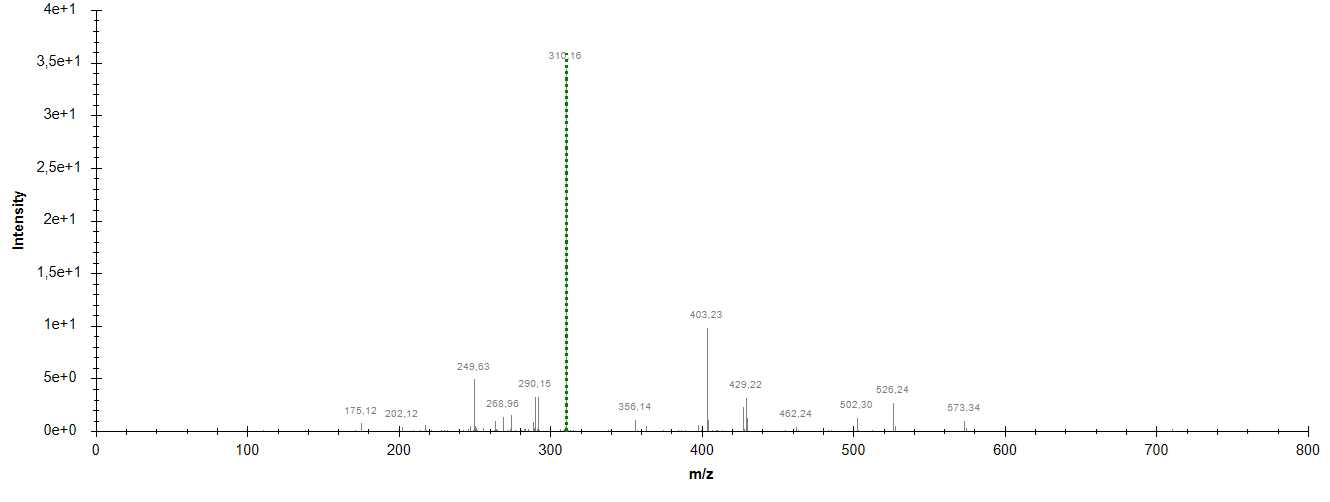 4e+1
310,16
3,5e+1
3e+1
2,5e+1
2e+1
Intensity
1,5e+1
1e+1
403,23
249,63
5e+0
290,15
429,22
526,24
268,96
356,14
502,30
573,34
175,12
202,12
462,24
0e+0
0 100 200 300 400 500 600 700 800
m/z